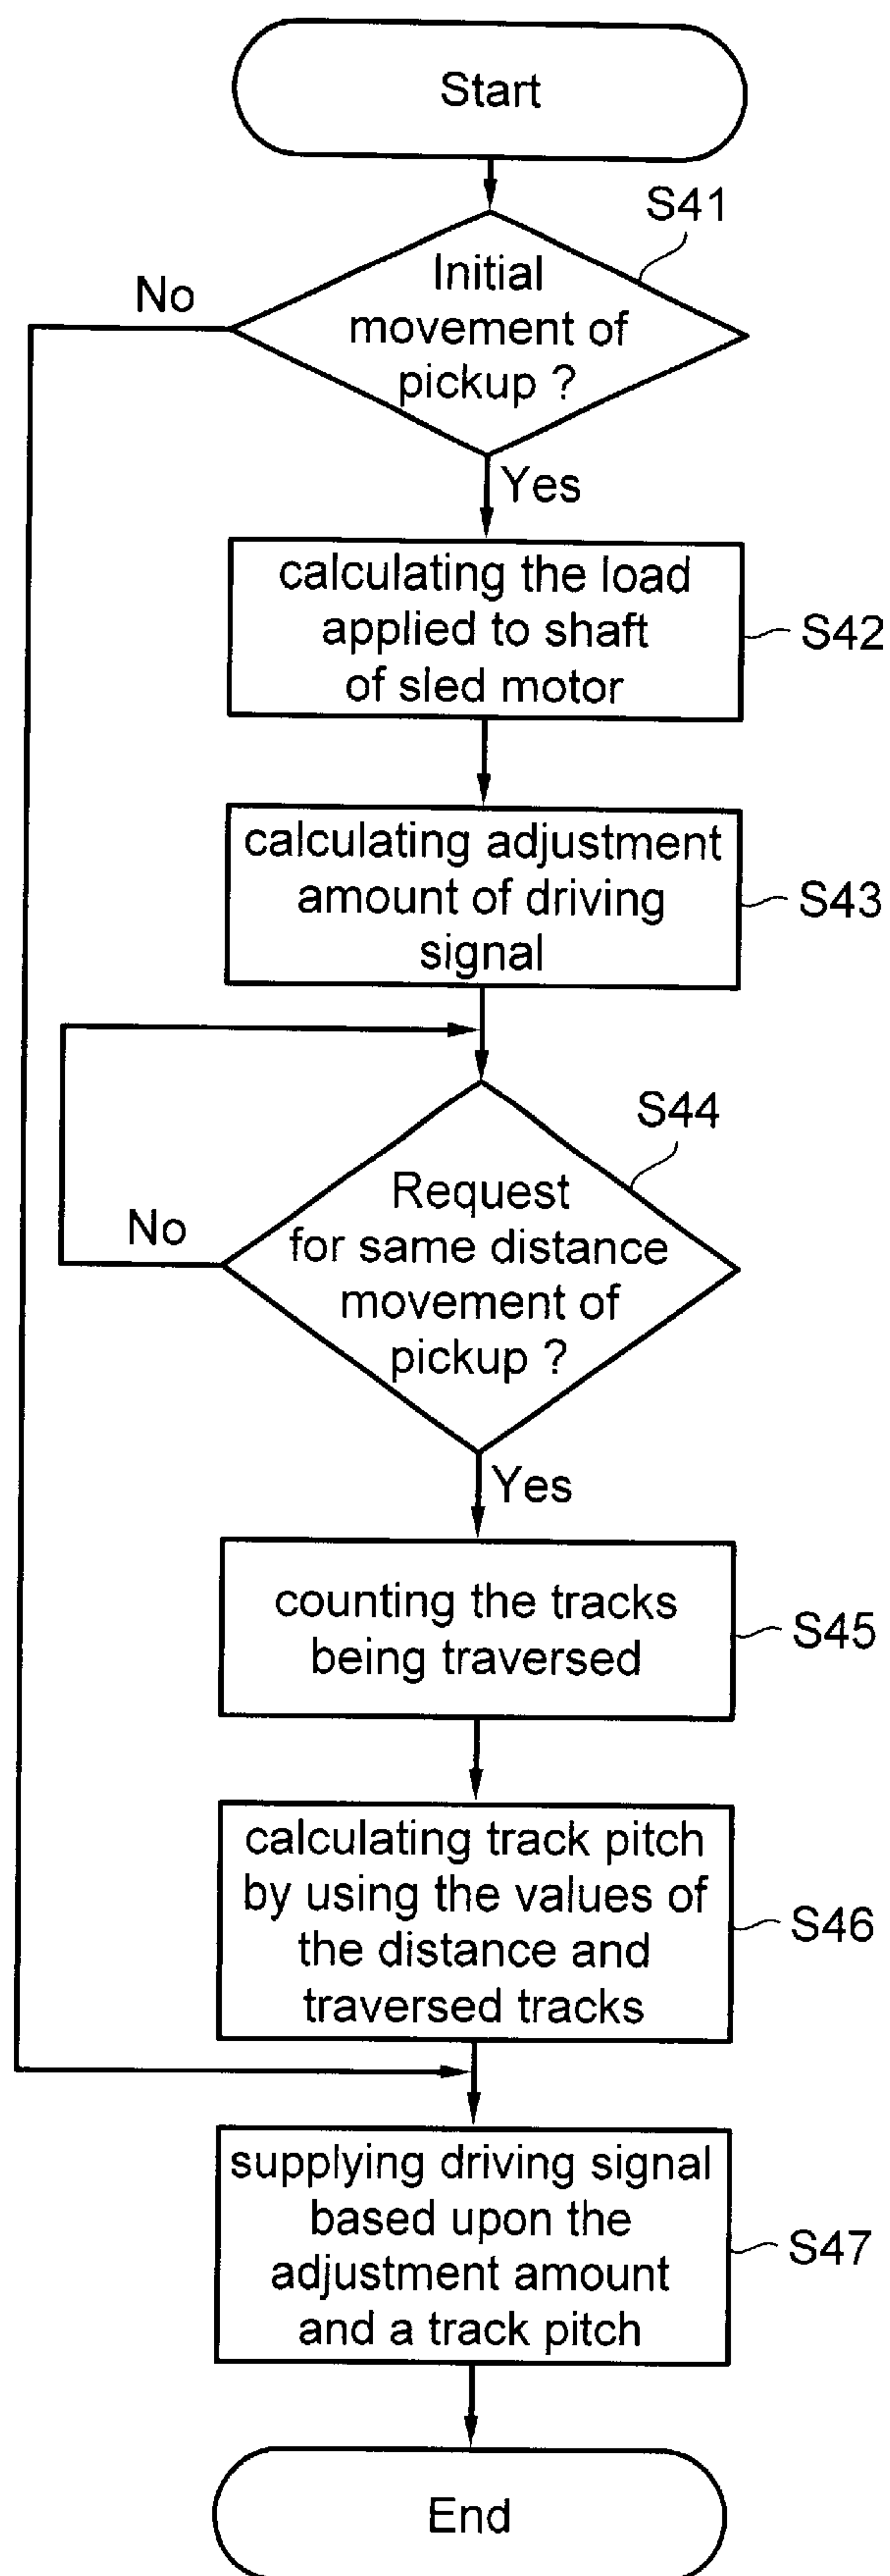 Start
S41
Initial
movement of
pickup ?
No
Yes
calculating the load
applied to shaft
of sled motor
S42
calculating adjustment
amount of driving
signal
S43
S44
Request
for same distance
movement of
pickup ?
No
Yes
counting the tracks
being traversed
S45
calculating track pitch
by using the values of
the distance and
traversed tracks
S46
supplying driving signal
based upon the
adjustment amount
and a track pitch
S47
End